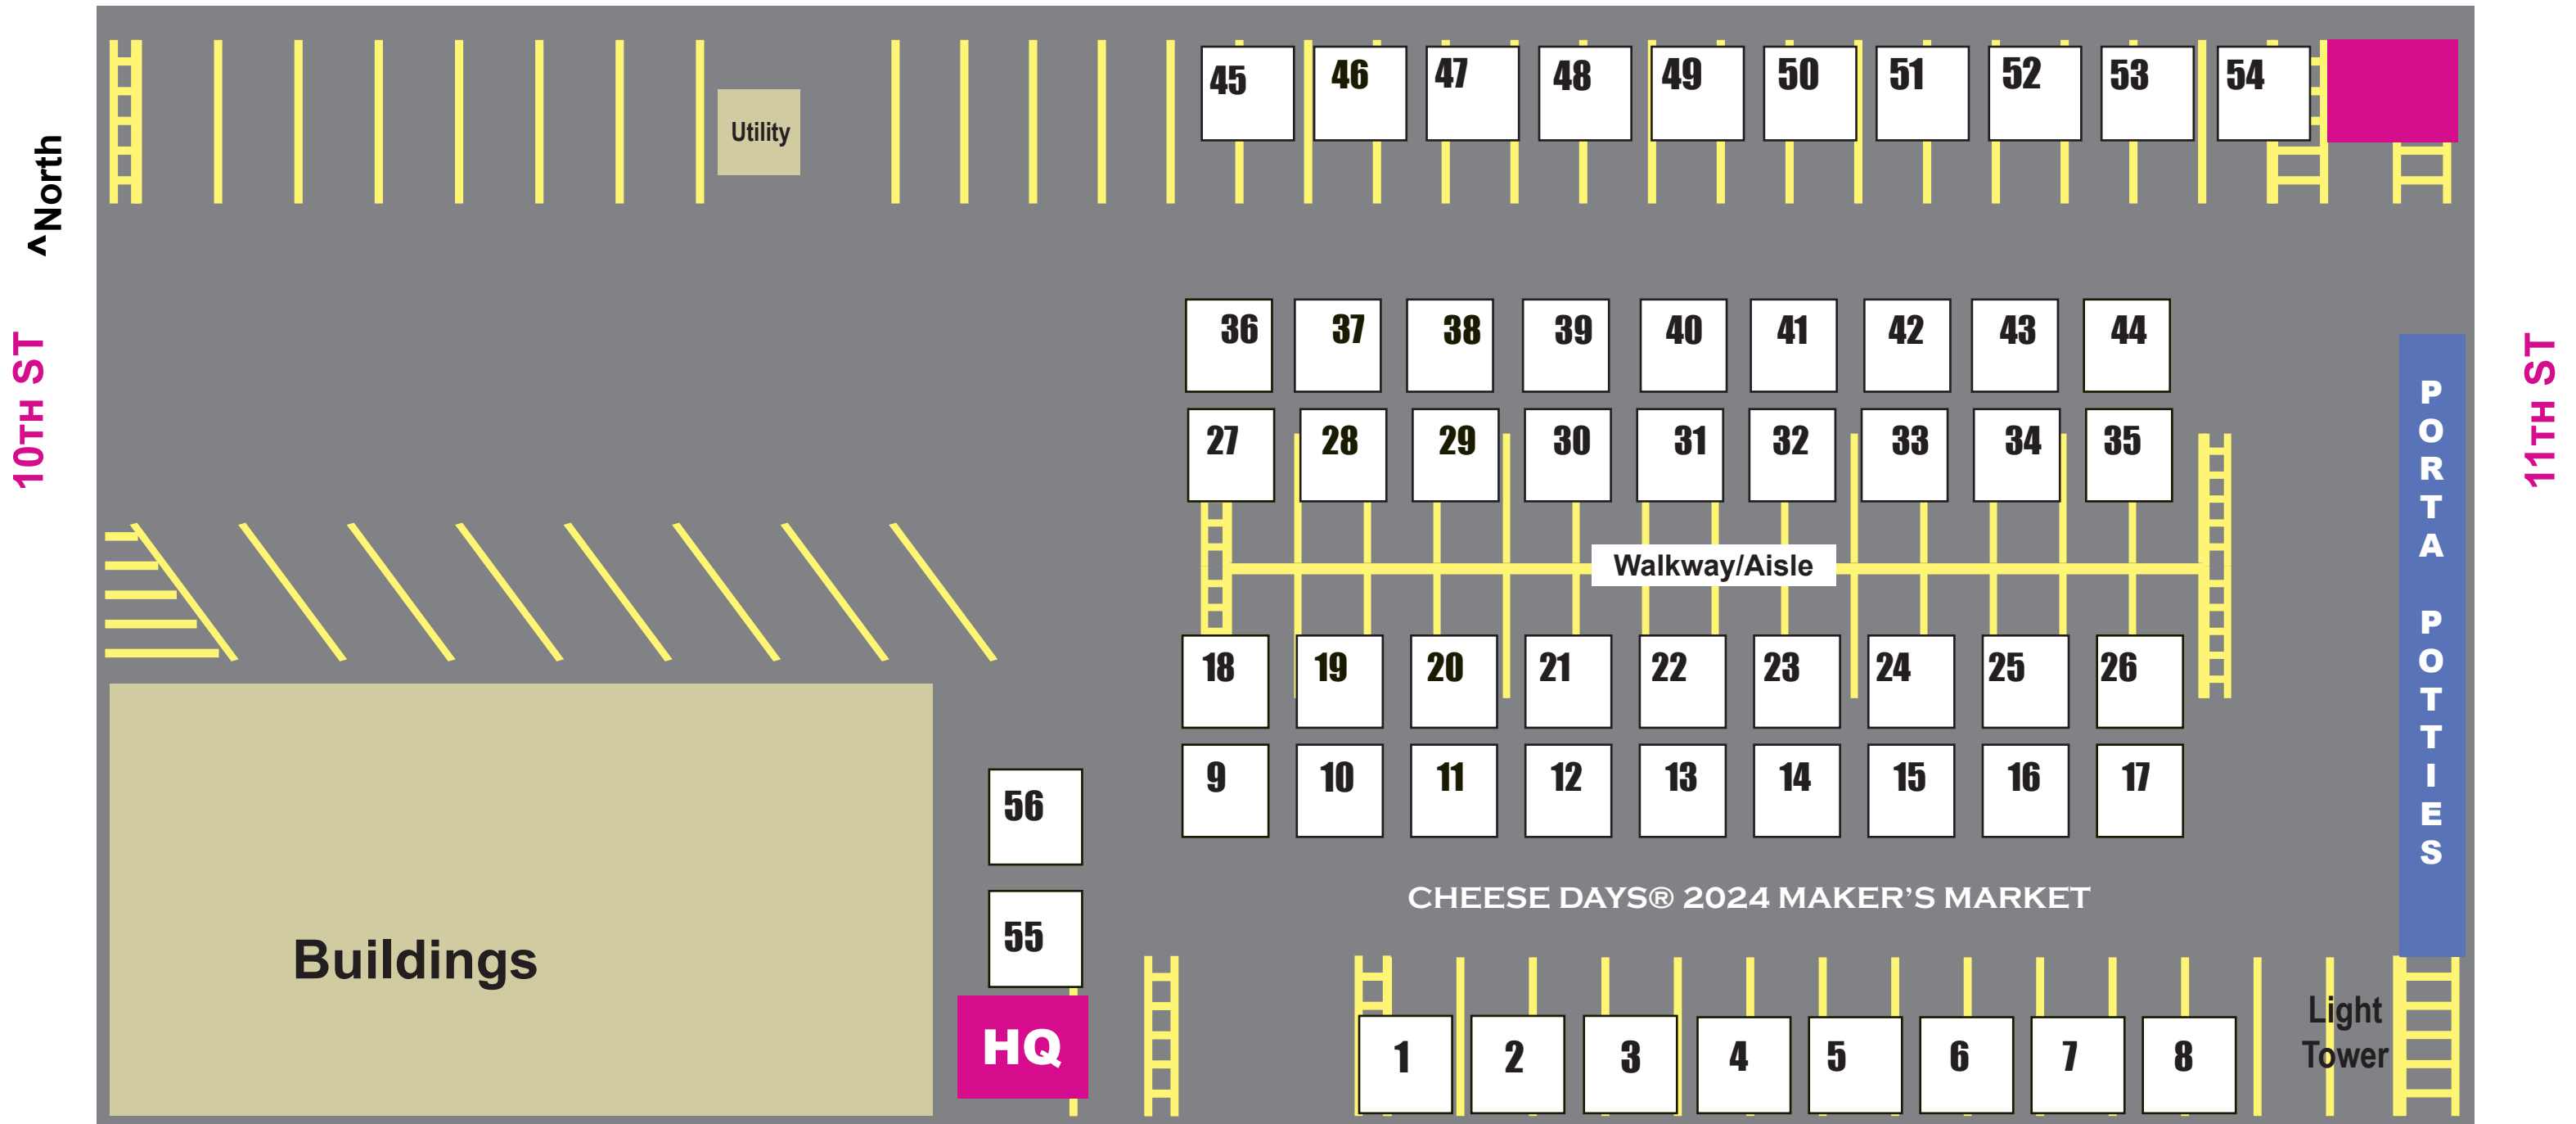 45 46 47 48 49 50 51 52 53 54
Utility
^North
36 37 38 39 40 41 42 43 44
10TH ST
11TH ST
27 28 29 30 31 32 33 34 35
PORTA POTTIES
Walkway/Aisle
18 19 20 21 22 23 24 25 26
9 10 11 12 13 14 15 16 17
56
CHEESE DAYS® 2024 MAKER'S MARKET
55
Buildings
HQ
1 2 3 4 5 6 7 8
Light
Tower